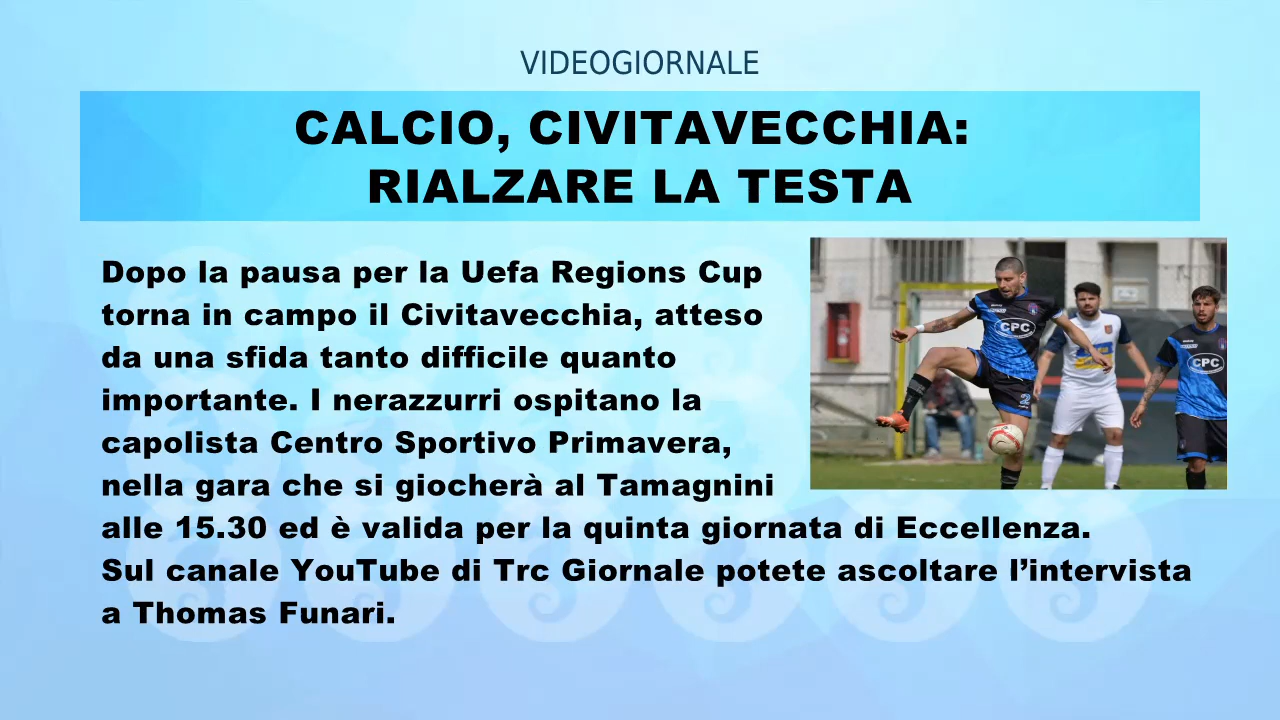 VIDEOGIORNALE
CALCIO, CIVITAVECCHIA:
RIALZARE LA TESTA
Dopo la pausa per la Uefa Regions Cup
torna in campo il Civitavecchia, atteso
da una sfida tanto difficile quanto
importante. I nerazzurri ospitano la
capolista Centro Sportivo Primavera,
nella gara che si giocherà al Tamagnini
alle 15.30 ed è valida per la quinta giornata di Eccellenza.
Sul canale YouTube di Trc Giornale potete ascoltare l’intervista
a Thomas Funari.
CPC
CPC
2